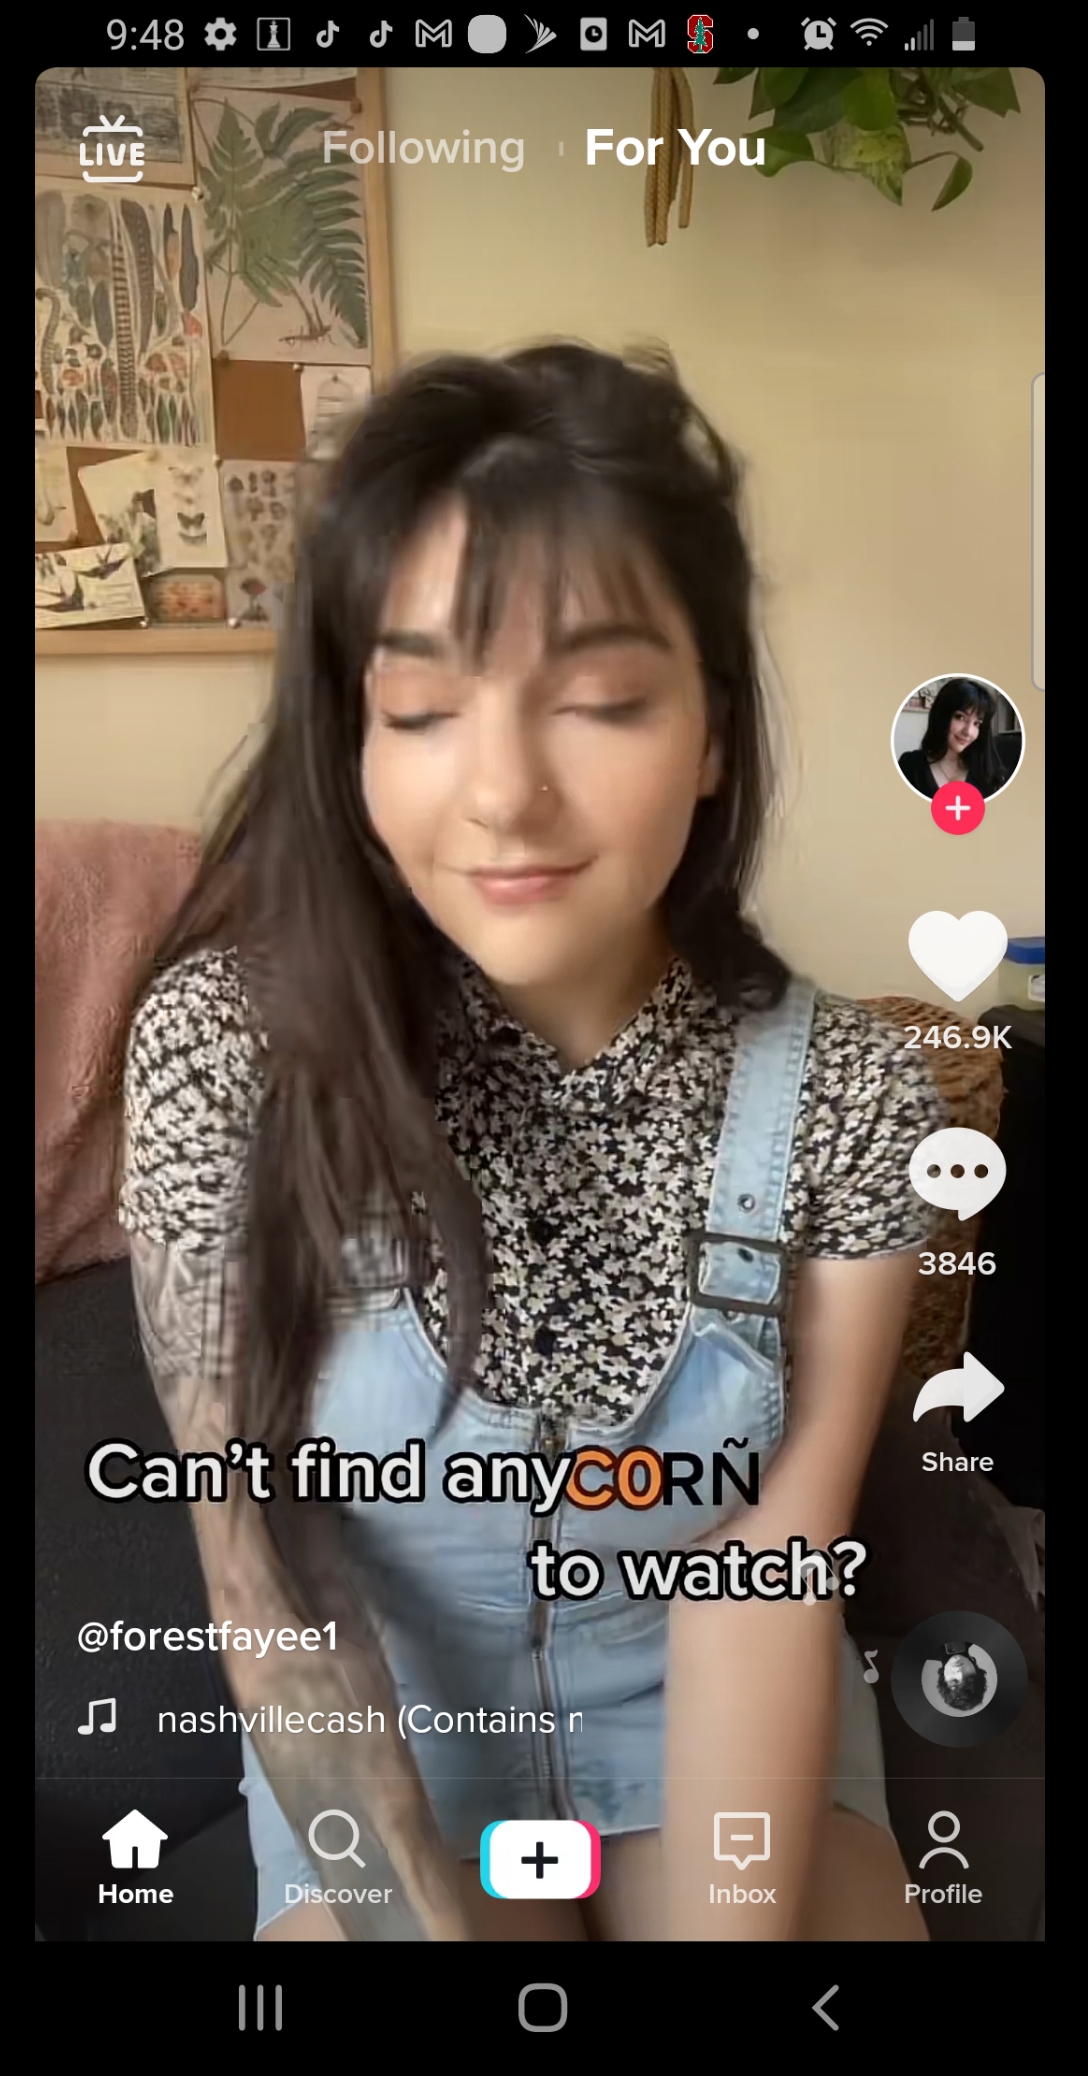 9:48
LIVE
Following
For You
246.9K
3846
Share
Can't find anyC0RÑ
to watch?
@forestfayee1
nashvillecash (Contains r
Home
Discover
Inbox
Profile